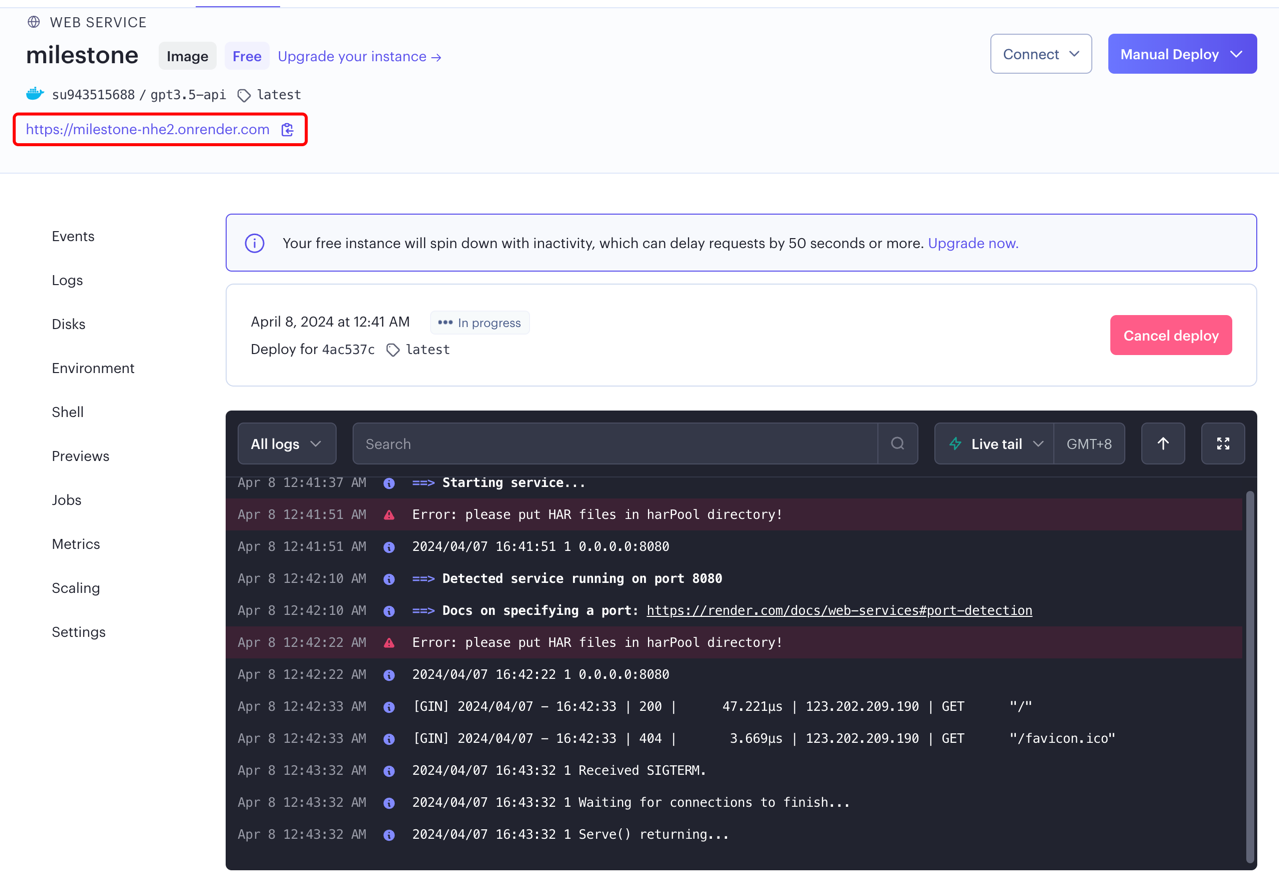 WEB SERVICE
milestone Image Free Upgrade your instance →
Connect Manual Deploy
su943515688 / gpt3.5-api latest
https://milestone-nhe2.onrender.com
Events
Logs
Disks
Environment
Shell
Previews
Jobs
Metrics
Scaling
Settings
Your free instance will spin down with inactivity, which can delay requests by 50 seconds or more. Upgrade now.
April 8, 2024 at 12:41 AM ••• In progress
Deploy for 4ac537c latest
Cancel deploy
All logs Search Live tail GMT+8
Apr 8 12:41:37 AM ==> Starting service...
Apr 8 12:41:51 AM Error: please put HAR files in harPool directory!
Apr 8 12:41:51 AM 2024/04/07 16:41:51 1 0.0.0.0:8080
Apr 8 12:42:10 AM ==> Detected service running on port 8080
Apr 8 12:42:10 AM ==> Docs on specifying a port: https://render.com/docs/web-services#port-detection
Apr 8 12:42:22 AM Error: please put HAR files in harPool directory!
Apr 8 12:42:22 AM 2024/04/07 16:42:22 1 0.0.0.0:8080
Apr 8 12:42:33 AM [GIN] 2024/04/07 - 16:42:33 | 200 | 47.221µs | 123.202.209.190 | GET "/"
Apr 8 12:42:33 AM [GIN] 2024/04/07 - 16:42:33 | 404 | 3.669µs | 123.202.209.190 | GET "/favicon.ico"
Apr 8 12:43:32 AM 2024/04/07 16:43:32 1 Received SIGTERM.
Apr 8 12:43:32 AM 2024/04/07 16:43:32 1 Waiting for connections to finish...
Apr 8 12:43:32 AM 2024/04/07 16:43:32 1 Serve() returning...